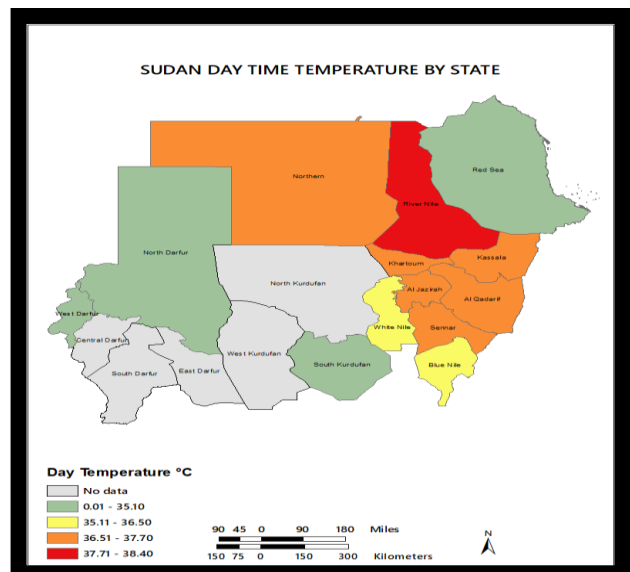 SUDAN DAY TIME TEMPERATURE BY STATE
Red Sea
Northern
River Nile
North Darfur
Khartoum
Kassala
North Kurdufan
Al Jazirah
Al Qadarif
West Darfur
White Nile
Sennar
Central Darfur
West Kurdufan
South Kurdufan
Blue Nile
South Darfur
East Darfur
Day Temperature °C
No data
0.01 - 35.10
35.11 - 36.50
36.51 - 37.70
37.71 - 38.40
90 45 0 90 180 Miles
150 75 0 150 300 Kilometers
N